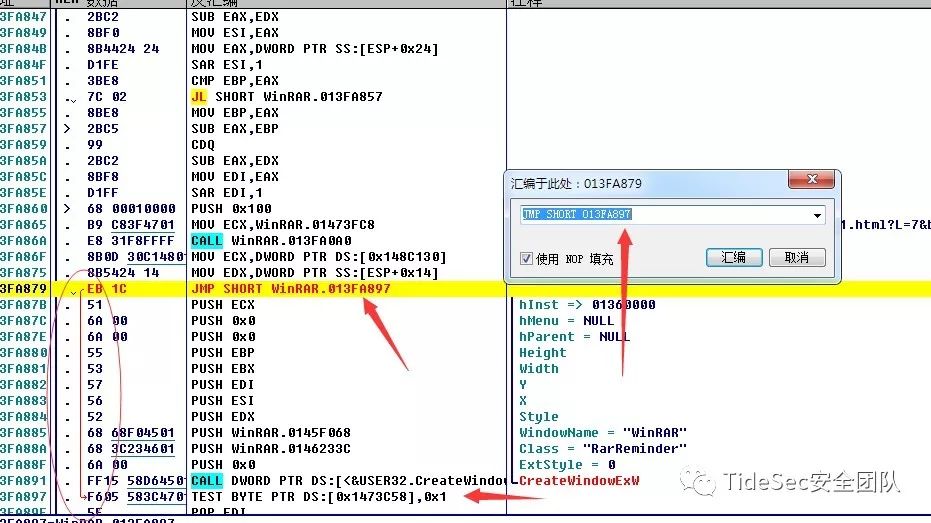 数据 反汇编 注释
3FA847 . 2BC2 SUB EAX,EDX
3FA849 . 8BF0 MOV ESI,EAX
3FA84B . 8B4424 24 MOV EAX,DWORD PTR SS:[ESP+0x24]
3FA84F . D1FE SAR ESI,1
3FA851 . 3BE8 CMP EBP,EAX
3FA853 . 7C 02 JL SHORT WinRAR.013FA857
3FA855 . 8BE8 MOV EBP,EAX
3FA857 > 2BC5 SUB EAX,EBP
3FA859 . 99 CDQ
3FA85A . 2BC2 SUB EAX,EDX
3FA85C . 8BF8 MOV EDI,EAX
3FA85E . D1FF SAR EDI,1
3FA860 > 68 00010000 PUSH 0x100
3FA865 . B9 C83F4701 MOV ECX,WinRAR.01473FC8 1.html?L=7&
3FA86A . E8 31F8FFFF CALL WinRAR.013FA0A0
3FA86F . 8B0D 30C1480 MOV ECX,DWORD PTR DS:[0x148C130]
3FA875 . 8B5424 14 MOV EDX,DWORD PTR SS:[ESP+0x14]
3FA879 EB 1C JMP SHORT WinRAR.013FA897
3FA87B . 51 PUSH ECX hInst => 01360000
3FA87C . 6A 00 PUSH 0x0 hMenu = NULL
3FA87E . 6A 00 PUSH 0x0 hParent = NULL
3FA880 . 55 PUSH EBP Height
3FA881 . 53 PUSH EBX Width
3FA882 . 57 PUSH EDI Y
3FA883 . 56 PUSH ESI X
3FA884 . 52 PUSH EDX Style
3FA885 . 68 68F04501 PUSH WinRAR.0145F068 WindowName = "WinRAR"
3FA88A . 68 3C234601 PUSH WinRAR.0146233C Class = "RarReminder"
3FA88F . 6A 00 PUSH 0x0 ExtStyle = 0
3FA891 . FF15 58D6450 CALL DWORD PTR DS:[<&USER32.CreateWindow CreateWindowExW
3FA897 . F605 583C470 TEST BYTE PTR DS:[0x1473C58],0x1
5F POP EDI
汇编于此处：013FA879
JMP SHORT 013FA897
使用 NOP 填充
汇编
取消
TideSec安全团队